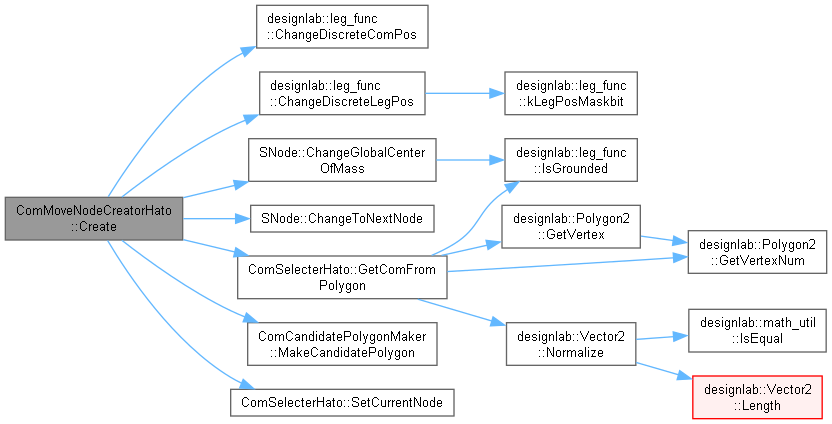 ComMoveNodeCreatorHato
::Create
designlab::leg_func
::ChangeDiscreteComPos
designlab::leg_func
::ChangeDiscreteLegPos
SNode::ChangeGlobalCenter
OfMass
SNode::ChangeToNextNode
ComSelecterHato::GetComFrom
Polygon
ComCandidatePolygonMaker
::MakeCandidatePolygon
ComSelecterHato::SetCurrentNode
designlab::leg_func
::kLegPosMaskbit
designlab::leg_func
::IsGrounded
designlab::Polygon2
::GetVertex
designlab::Vector2
::Normalize
designlab::Polygon2
::GetVertexNum
designlab::math_util
::IsEqual
designlab::Vector2
::Length